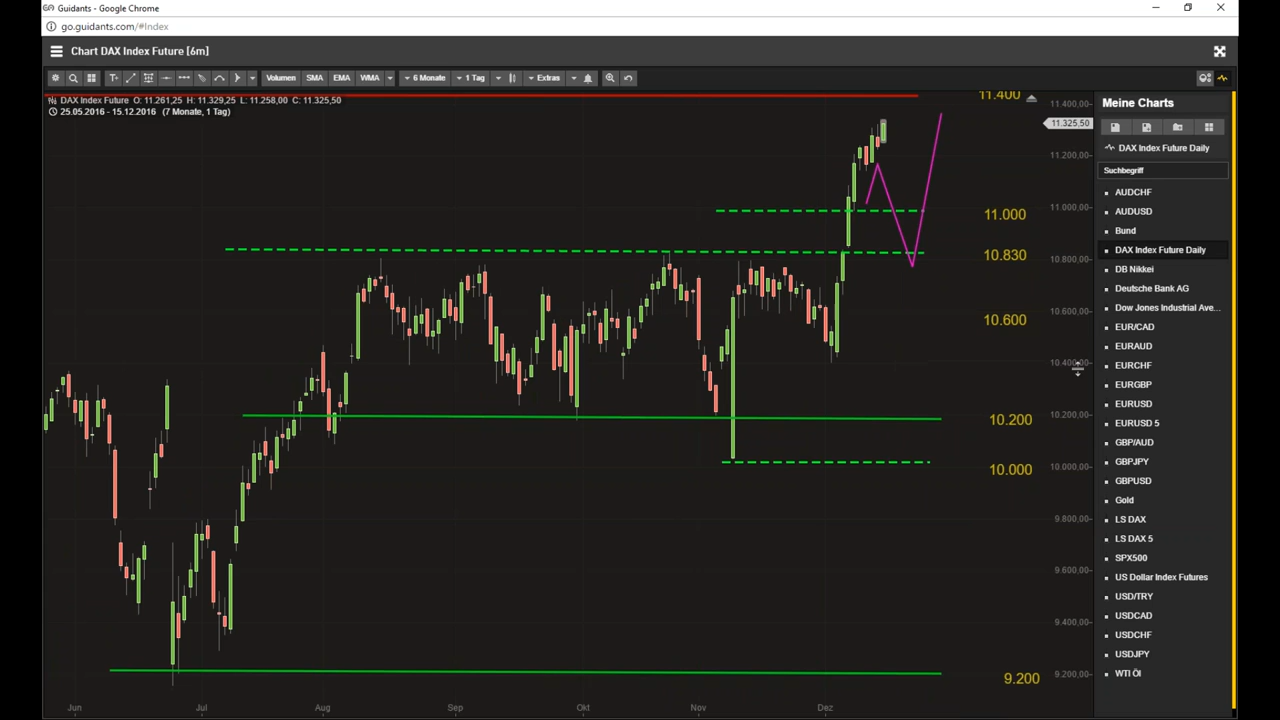 Guidants - Google Chrome
go.guidants.com/#Index
Chart DAX Index Future [6m]
Volumen SMA EMA WMA 6 Monate 1 Tag Extras
DAX Index Future O: 11.261,25 H: 11.329,25 L: 11.258,00 C: 11.325,50
25.05.2016 - 15.12.2016 (7 Monate, 1 Tag)
11.400
11.000
10.830
10.600
10.200
10.000
9.200
11.400,00
11.325,50
11.200,00
11.000,00
10.800,00
10.600,00
10.400,00
10.200,00
10.000,00
9.800,00
9.600,00
9.400,00
9.200,00
Jun Jul Aug Sep Okt Nov Dez
Meine Charts
DAX Index Future Daily
Suchbegriff
AUDCHF
AUDUSD
Bund
DAX Index Future Daily
DB Nikkei
Deutsche Bank AG
Dow Jones Industrial Ave...
EUR/CAD
EURAUD
EURCHF
EURGBP
EURUSD
EURUSD 5
GBP/AUD
GBPJPY
GBPUSD
Gold
LS DAX
LS DAX 5
SPX500
US Dollar Index Futures
USD/TRY
USDCAD
USDCHF
USDJPY
WTI Öl